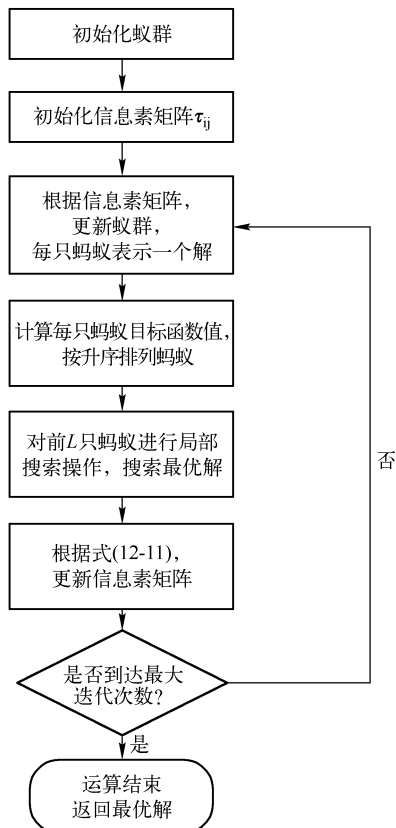 初始化蚁群
初始化信息素矩阵τij
根据信息素矩阵，
更新蚁群，
每只蚂蚁表示一个解
计算每只蚂蚁目标函数值，
按升序排列蚂蚁
对前L只蚂蚁进行局部
搜索操作，搜索最优解
根据式(12-11)，
更新信息素矩阵
是否到达最大
迭代次数?
否
是
运算结束
返回最优解